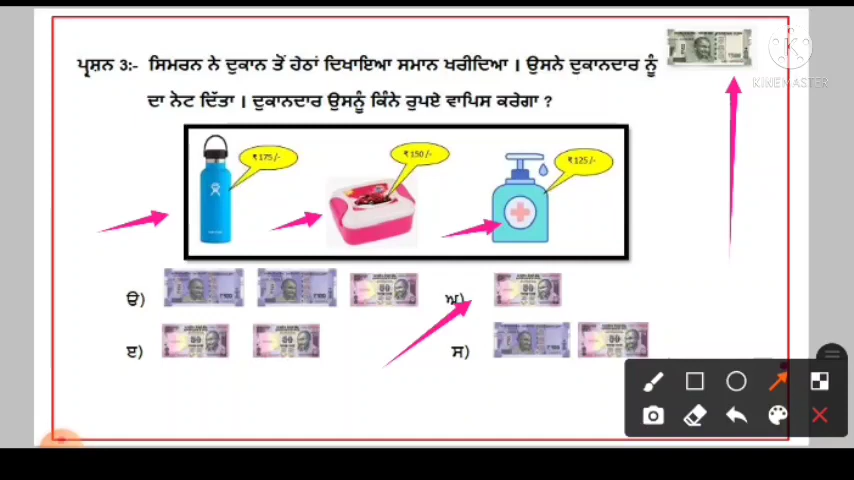 ਪ੍ਰਸ਼ਨ 3:- ਸਿਮਰਨ ਨੇ ਦੁਕਾਨ ਤੋਂ ਹੇਠਾਂ ਦਿਖਾਇਆ ਸਮਾਨ ਖਰੀਦਿਆ । ਉਸਨੇ ਦੁਕਾਨਦਾਰ ਨੂੰ
KINEMASTER
ਦਾ ਨੋਟ ਦਿੱਤਾ । ਦੁਕਾਨਦਾਰ ਉਸਨੂੰ ਕਿੰਨੇ ਰੁਪਏ ਵਾਪਿਸ ਕਰੇਗਾ ?
₹ 175 /- ₹ 150 /- ₹ 125 /-
ੳ) ਅ)
ੲ) ਸ)